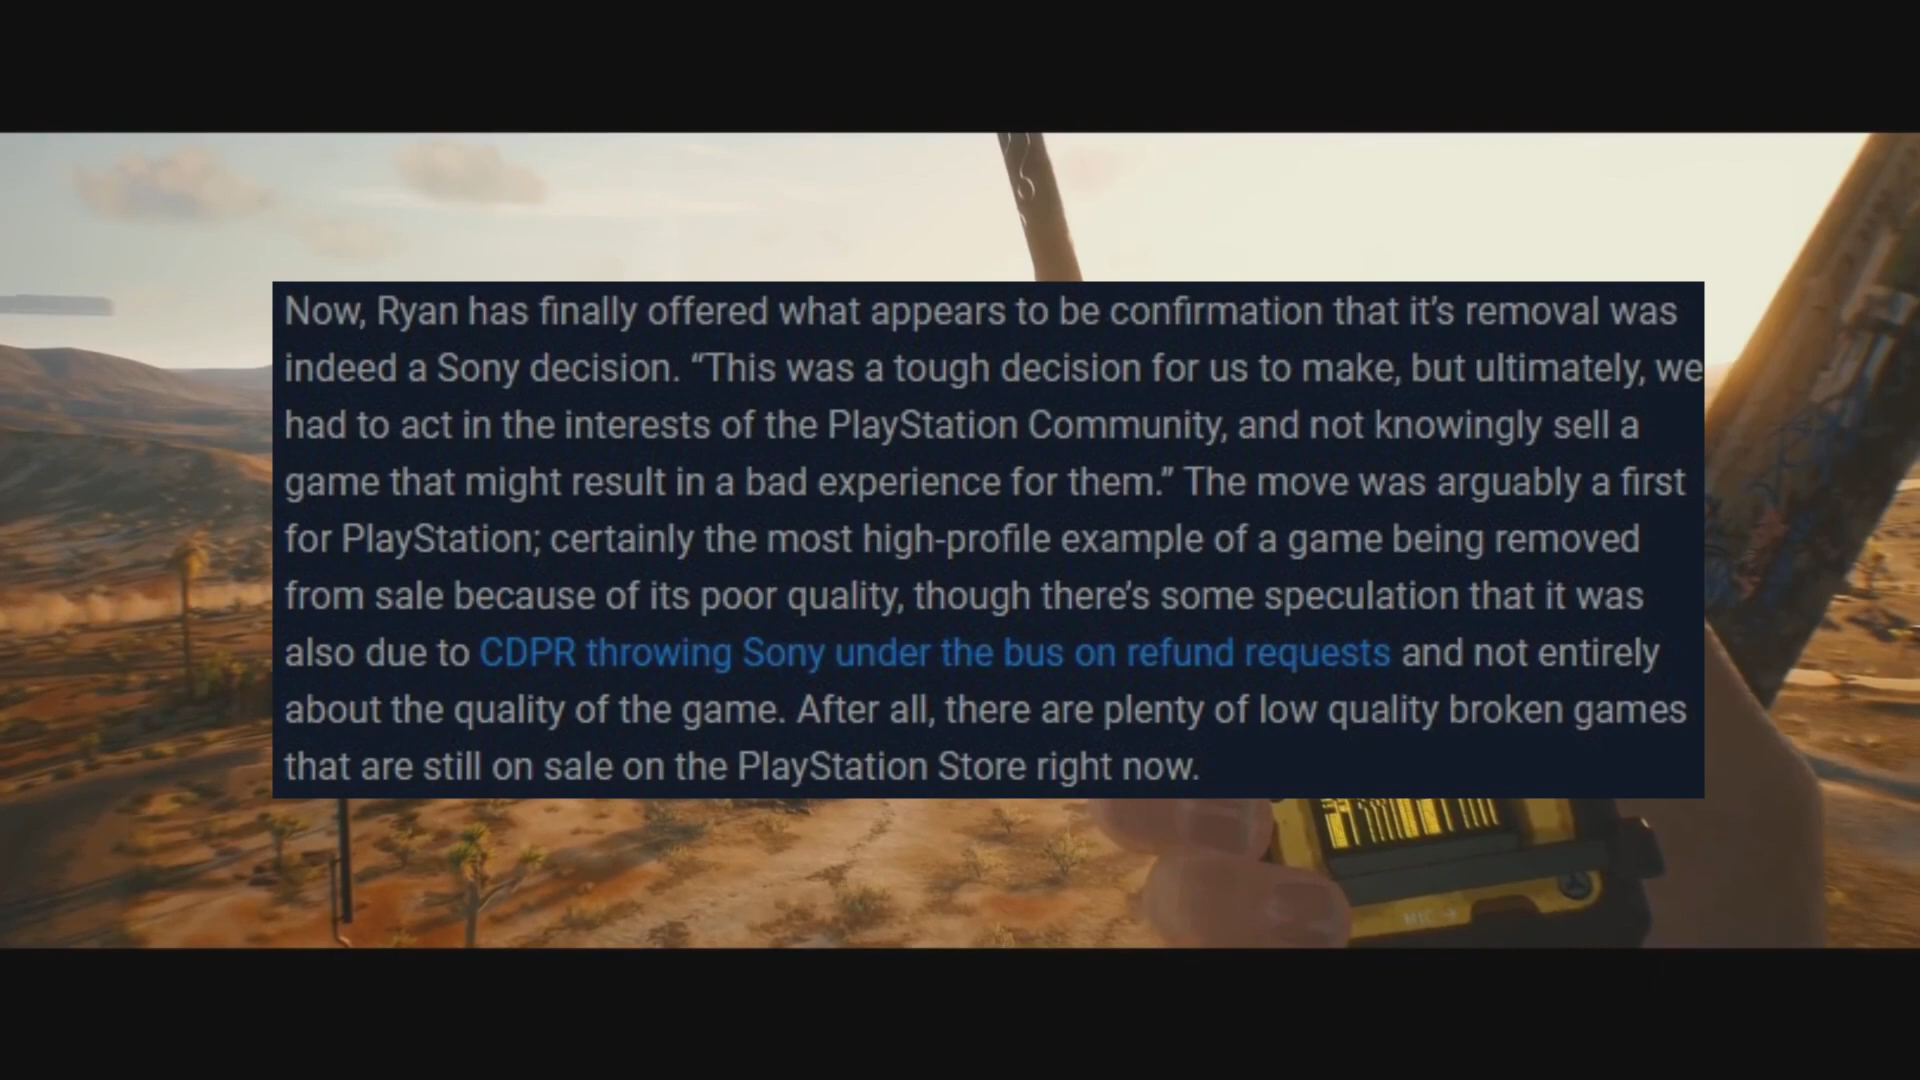 Now, Ryan has finally offered what appears to be confirmation that it’s removal was
indeed a Sony decision. “This was a tough decision for us to make, but ultimately, we
had to act in the interests of the PlayStation Community, and not knowingly sell a
game that might result in a bad experience for them.” The move was arguably a first
for PlayStation; certainly the most high-profile example of a game being removed
from sale because of its poor quality, though there’s some speculation that it was
also due to CDPR throwing Sony under the bus on refund requests and not entirely
about the quality of the game. After all, there are plenty of low quality broken games
that are still on sale on the PlayStation Store right now.
MIC